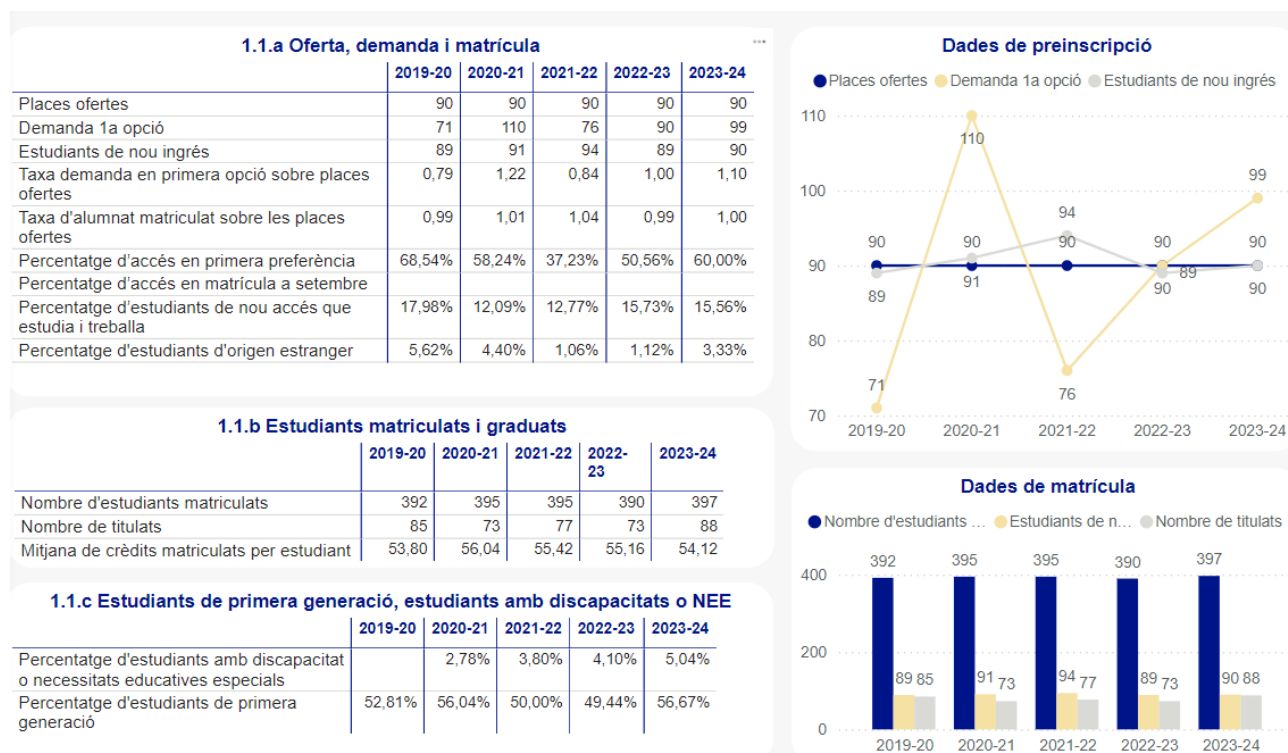 1.1.a Oferta, demanda i matrícula
2019-20 2020-21 2021-22 2022-23 2023-24
Places ofertes 90 90 90 90 90
Demanda 1a opció 71 110 76 90 99
Estudiants de nou ingrés 89 91 94 89 90
Taxa demanda en primera opció sobre places 0,79 1,22 0,84 1,00 1,10
ofertes
Taxa d'alumnat matriculat sobre les places 0,99 1,01 1,04 0,99 1,00
ofertes
Percentatge d'accés en primera preferència 68,54% 58,24% 37,23% 50,56% 60,00%
Percentatge d'accés en matrícula a setembre
Percentatge d'estudiants de nou accés que 17,98% 12,09% 12,77% 15,73% 15,56%
estudia i treballa
Percentatge d'estudiants d'origen estranger 5,62% 4,40% 1,06% 1,12% 3,33%
1.1.b Estudiants matriculats i graduats
2019-20 2020-21 2021-22 2022- 2023-24
23
Nombre d'estudiants matriculats 392 395 395 390 397
Nombre de titulats 85 73 77 73 88
Mitjana de crèdits matriculats per estudiant 53,80 56,04 55,42 55,16 54,12
1.1.c Estudiants de primera generació, estudiants amb discapacitats o NEE
2019-20 2020-21 2021-22 2022-23 2023-24
Percentatge d'estudiants amb discapacitat 2,78% 3,80% 4,10% 5,04%
o necessitats educatives especials
Percentatge d'estudiants de primera 52,81% 56,04% 50,00% 49,44% 56,67%
generació
Dades de preinscripció
Places ofertes Demanda 1a opció Estudiants de nou ingrés
110
110
100
99
94
90 90 90 90 90
90
89
89 91 90 90
80
71
76
70
2019-20 2020-21 2021-22 2022-23 2023-24
Dades de matrícula
Nombre d'estudiants ... Estudiants de n... Nombre de titulats
392 395 395 390 397
400
200
89 85 91 73 94 77 89 73 90 88
0
2019-20 2020-21 2021-22 2022-23 2023-24